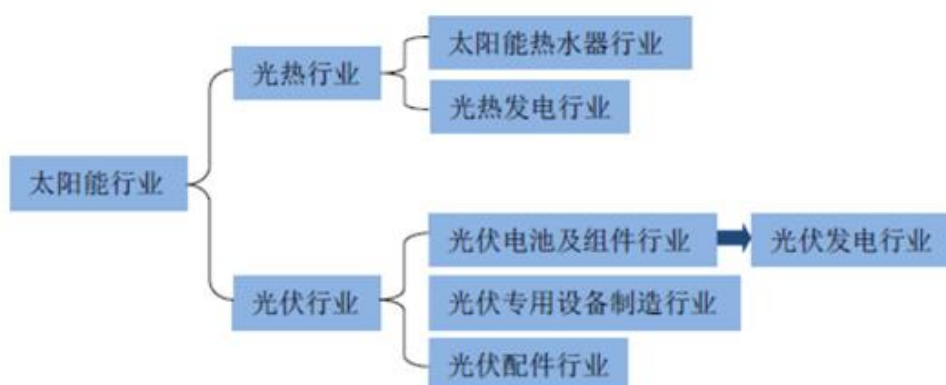 太阳能热水器行业
光热行业
光热发电行业
太阳能行业
光伏电池及组件行业
光伏发电行业
光伏行业
光伏专用设备制造行业
光伏配件行业